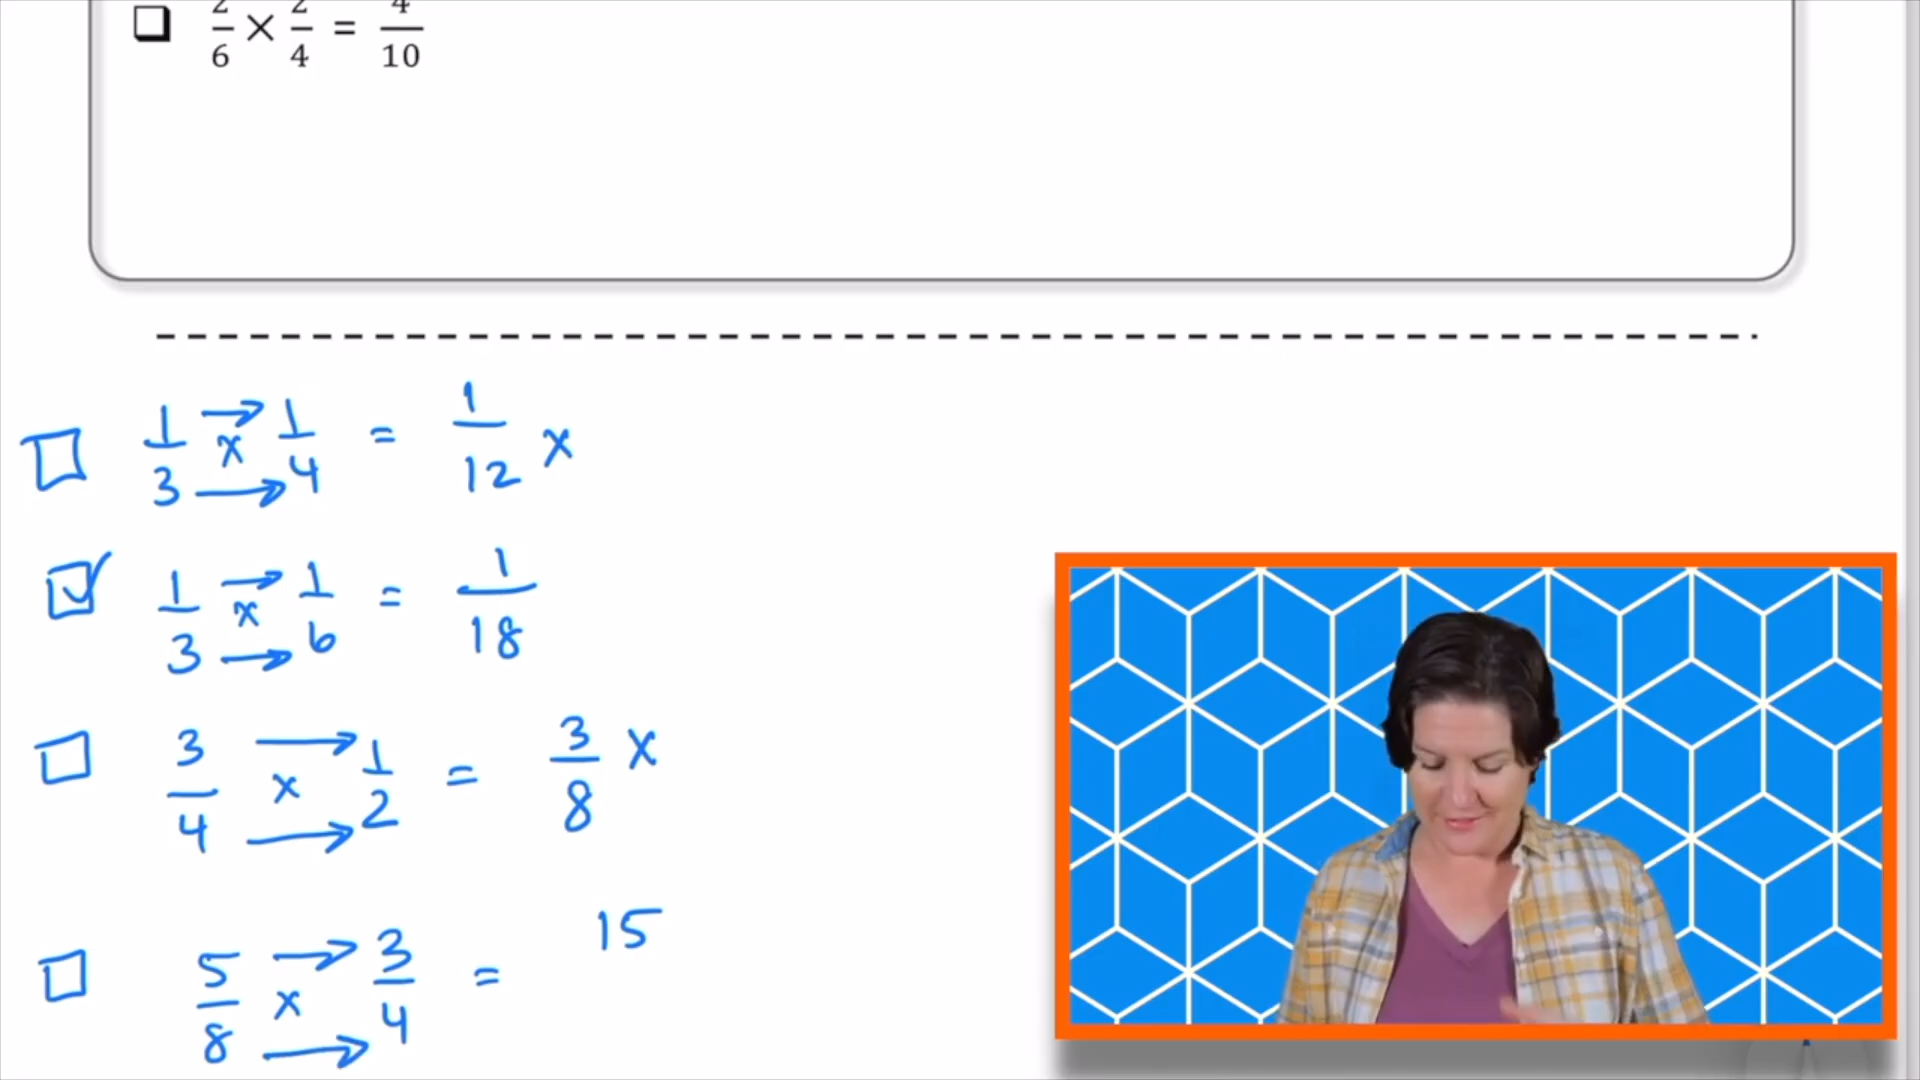 ❑ 2/6 × 2/4 = 4/10
□ 1/3 x 1/4 = 1/12 x
☑ 1/3 x 1/6 = 1/18
□ 3/4 x 1/2 = 3/8 x
□ 5/8 x 3/4 = 15